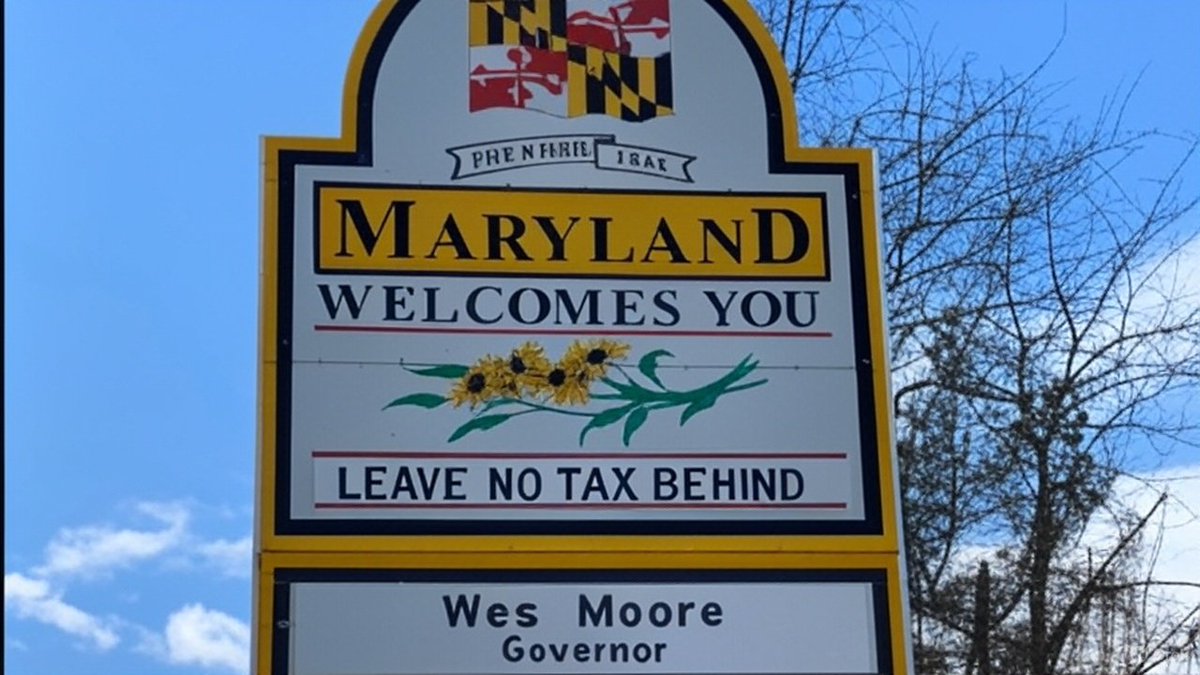 MARYLAND
WELCOMES YOU
LEAVE NO TAX BEHIND
Wes Moore
Governor